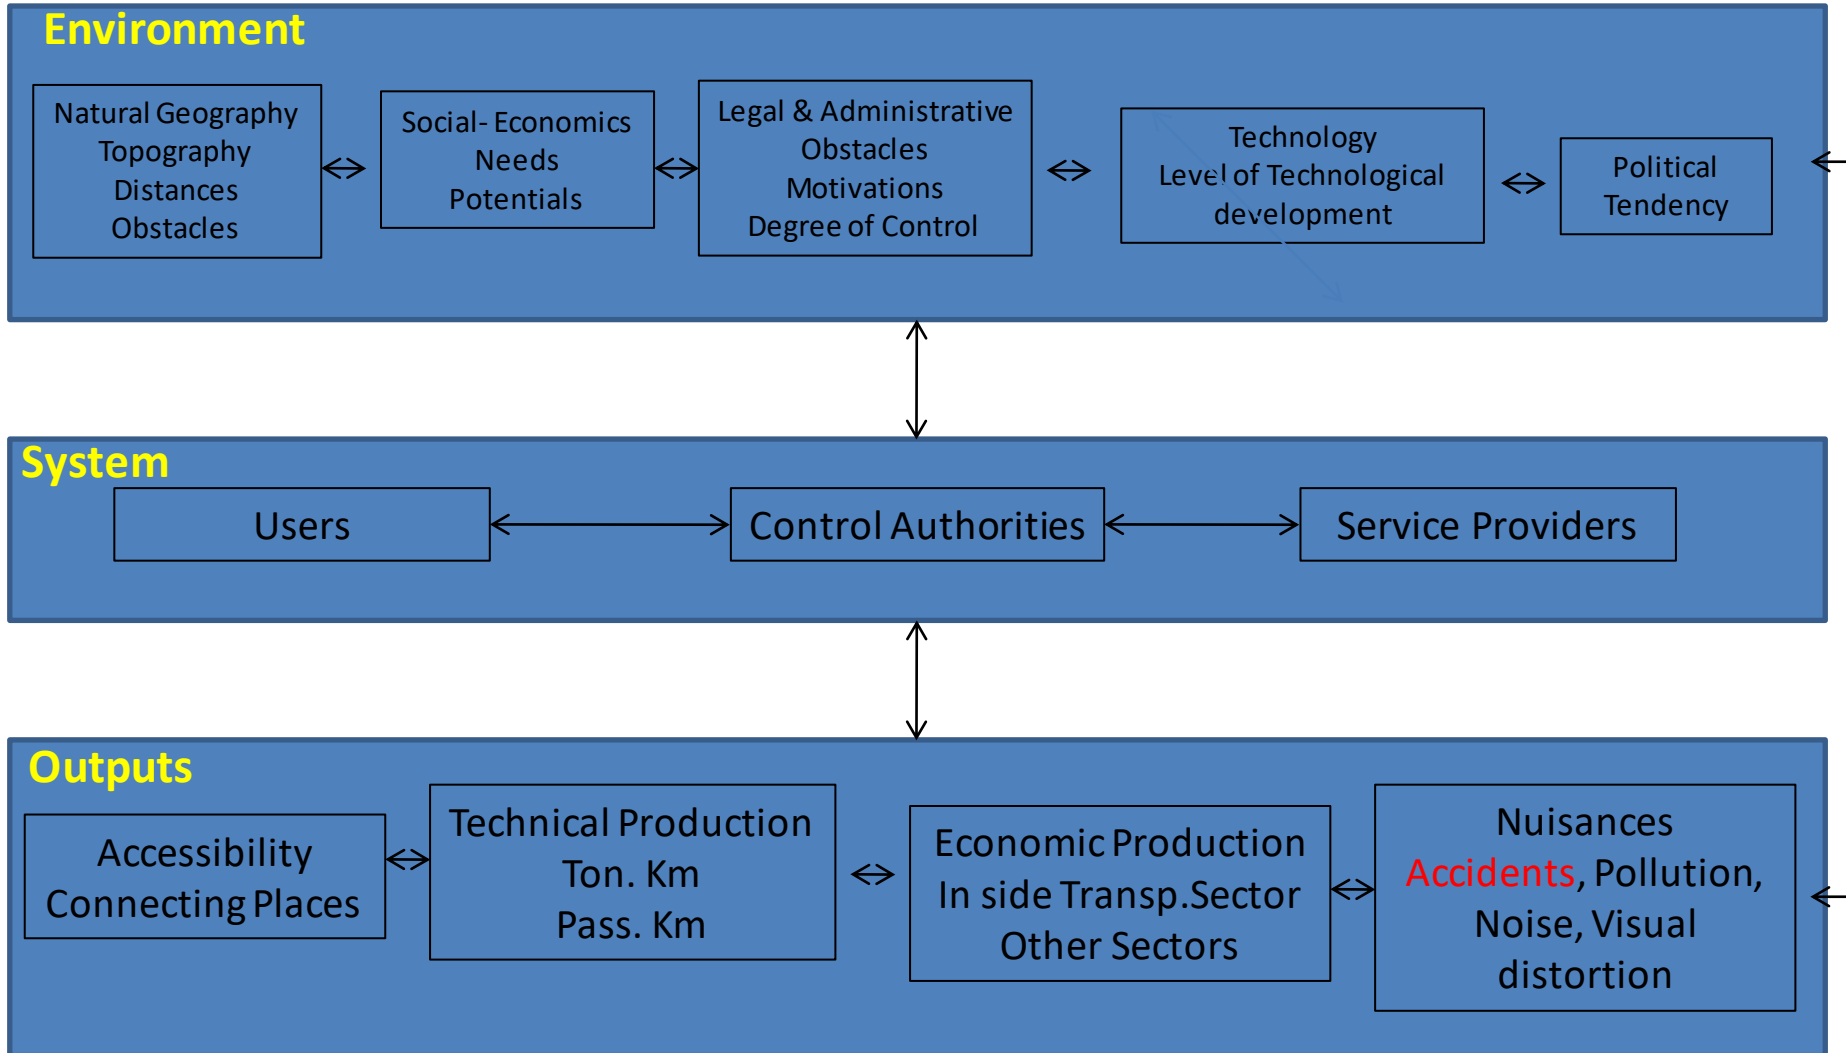 Environment
Natural Geography
Topography
Distances
Obstacles
Social- Economics
Needs
Potentials
Legal & Administrative
Obstacles
Motivations
Degree of Control
Technology
Level of Technological
development
Political
Tendency
System
Users
Control Authorities
Service Providers
Outputs
Accessibility
Connecting Places
Technical Production
Ton. Km
Pass. Km
Economic Production
In side Transp.Sector
Other Sectors
Nuisances
Accidents, Pollution,
Noise, Visual
distortion